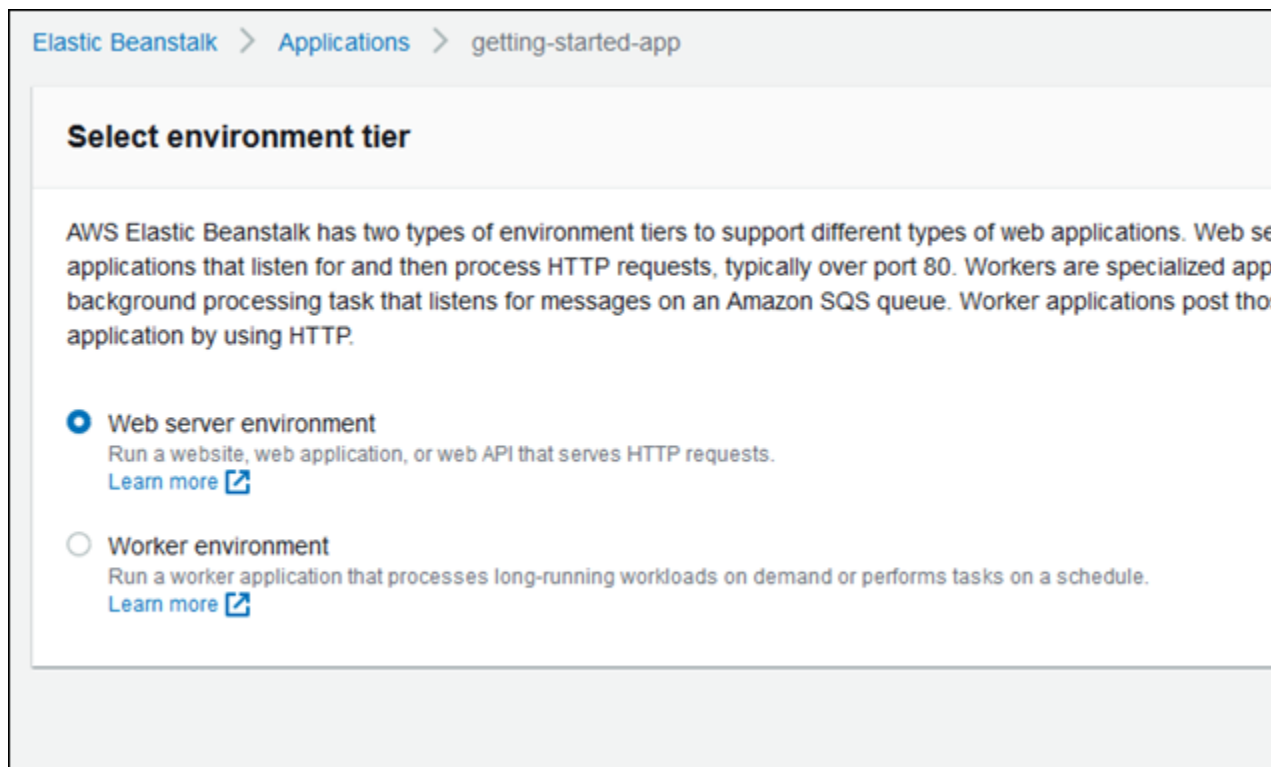 Elastic Beanstalk > Applications > getting-started-app
Select environment tier
AWS Elastic Beanstalk has two types of environment tiers to support different types of web applications. Web se
applications that listen for and then process HTTP requests, typically over port 80. Workers are specialized app
background processing task that listens for messages on an Amazon SQS queue. Worker applications post tho
application by using HTTP.
Web server environment
Run a website, web application, or web API that serves HTTP requests.
Learn more
Worker environment
Run a worker application that processes long-running workloads on demand or performs tasks on a schedule.
Learn more